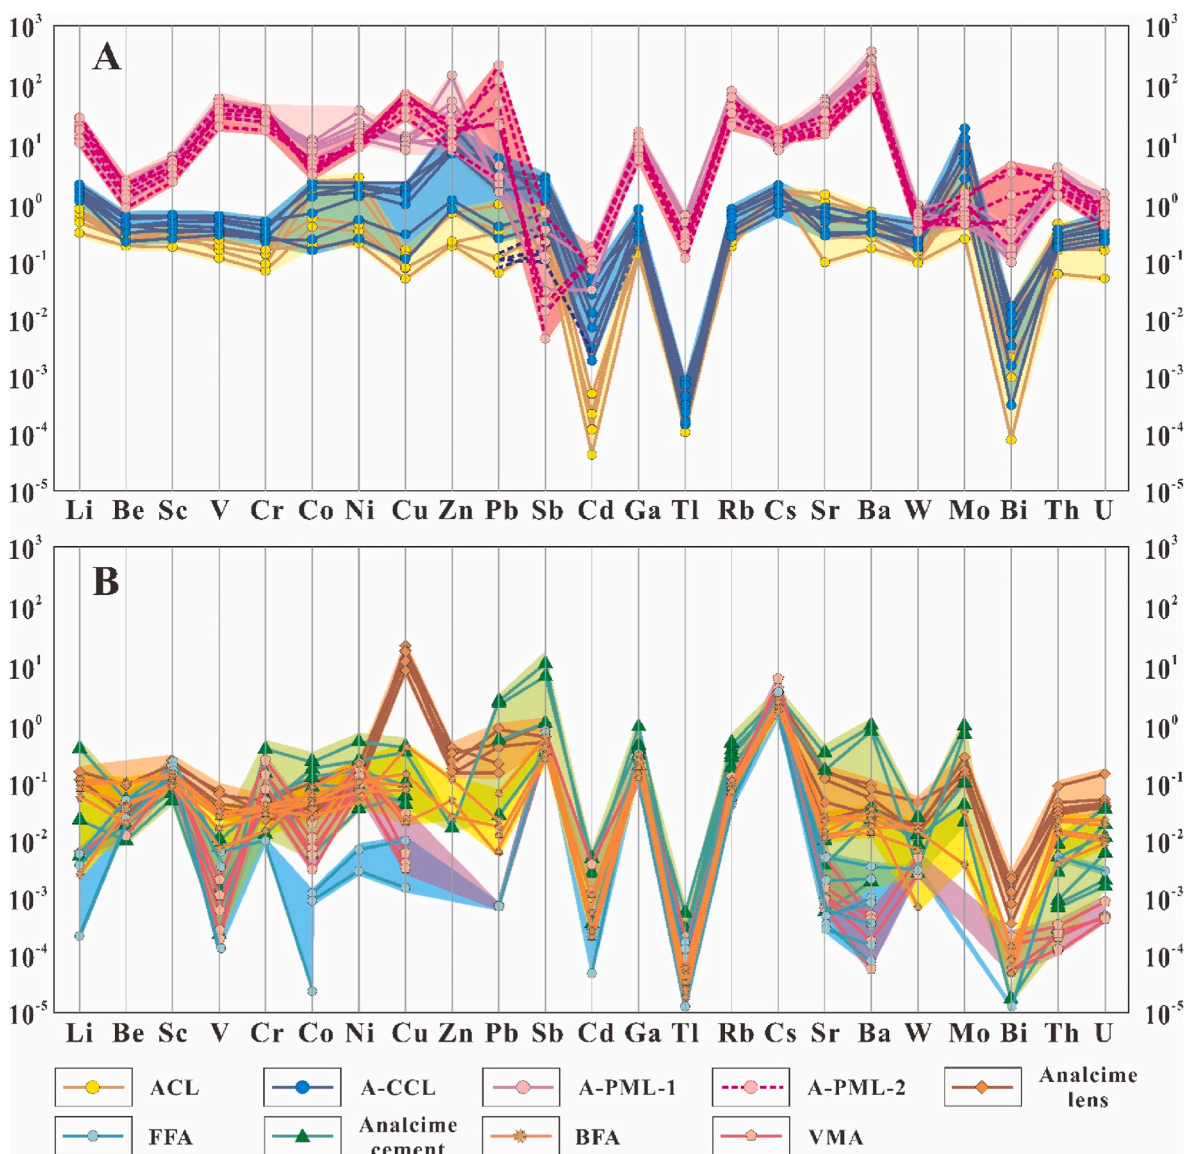 A
10³ 10³
10² 10²
10¹ 10¹
10⁰ 10⁰
10⁻¹ 10⁻¹
10⁻² 10⁻²
10⁻³ 10⁻³
10⁻⁴ 10⁻⁴
10⁻⁵ 10⁻⁵
Li Be Sc V Cr Co Ni Cu Zn Pb Sb Cd Ga Tl Rb Cs Sr Ba W Mo Bi Th U
B
10³ 10³
10² 10²
10¹ 10¹
10⁰ 10⁰
10⁻¹ 10⁻¹
10⁻² 10⁻²
10⁻³ 10⁻³
10⁻⁴ 10⁻⁴
10⁻⁵ 10⁻⁵
Li Be Sc V Cr Co Ni Cu Zn Pb Sb Cd Ga Tl Rb Cs Sr Ba W Mo Bi Th U
ACL A-CCL A-PML-1 A-PML-2 Analcime
lens
FFA Analcime BFA VMA
cement